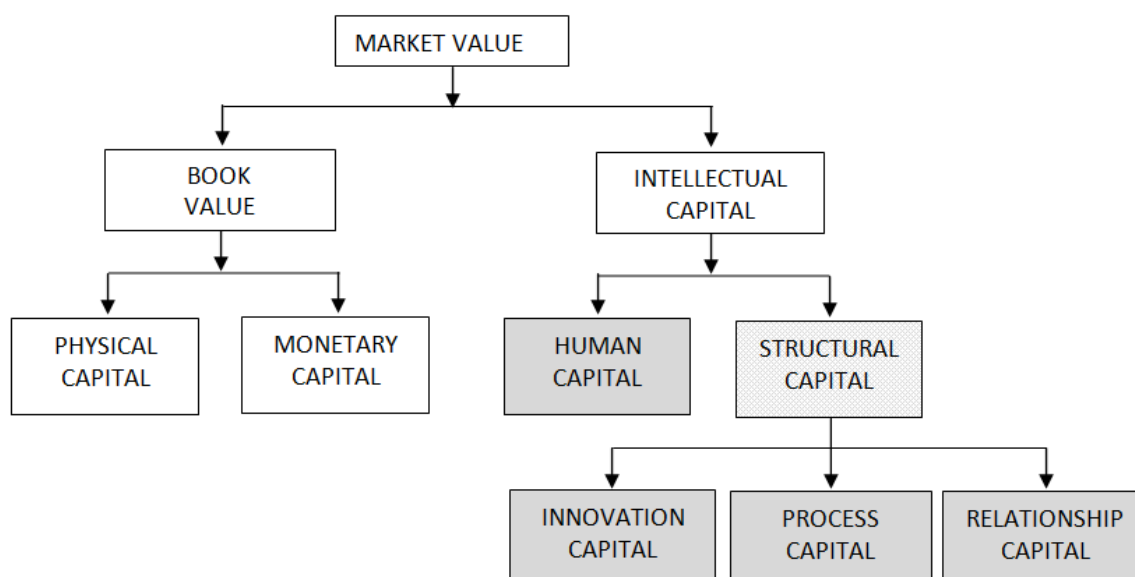 MARKET VALUE
BOOK
VALUE
INTELLECTUAL
CAPITAL
PHYSICAL
CAPITAL
MONETARY
CAPITAL
HUMAN
CAPITAL
STRUCTURAL
CAPITAL
INNOVATION
CAPITAL
PROCESS
CAPITAL
RELATIONSHIP
CAPITAL